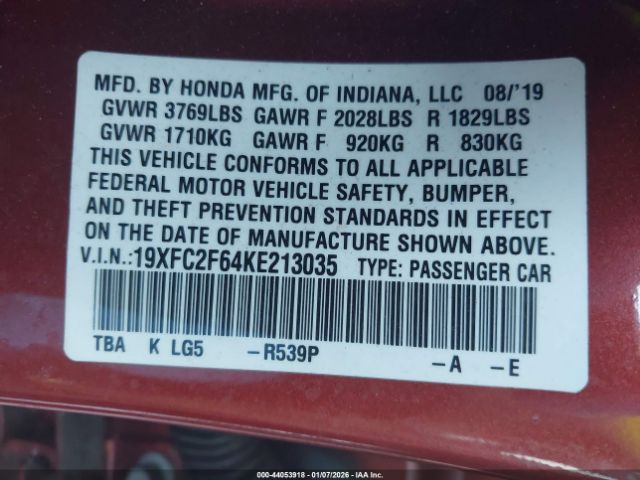 MFD. BY HONDA MFG. OF INDIANA, LLC 08/'19
GVWR 3769LBS GAWR F 2028LBS R 1829LBS
GVWR 1710KG GAWR F 920KG R 830KG
THIS VEHICLE CONFORMS TO ALL APPLICABLE
FEDERAL MOTOR VEHICLE SAFETY, BUMPER,
AND THEFT PREVENTION STANDARDS IN EFFECT
ON THE DATE OF MANUFACTURE SHOWN ABOVE.
V.I.N.:19XFC2F64KE213035 TYPE: PASSENGER CAR
TBA K LG5 -R539P -A -E
000-44053918 - 01/07/2026 - IAA Inc.